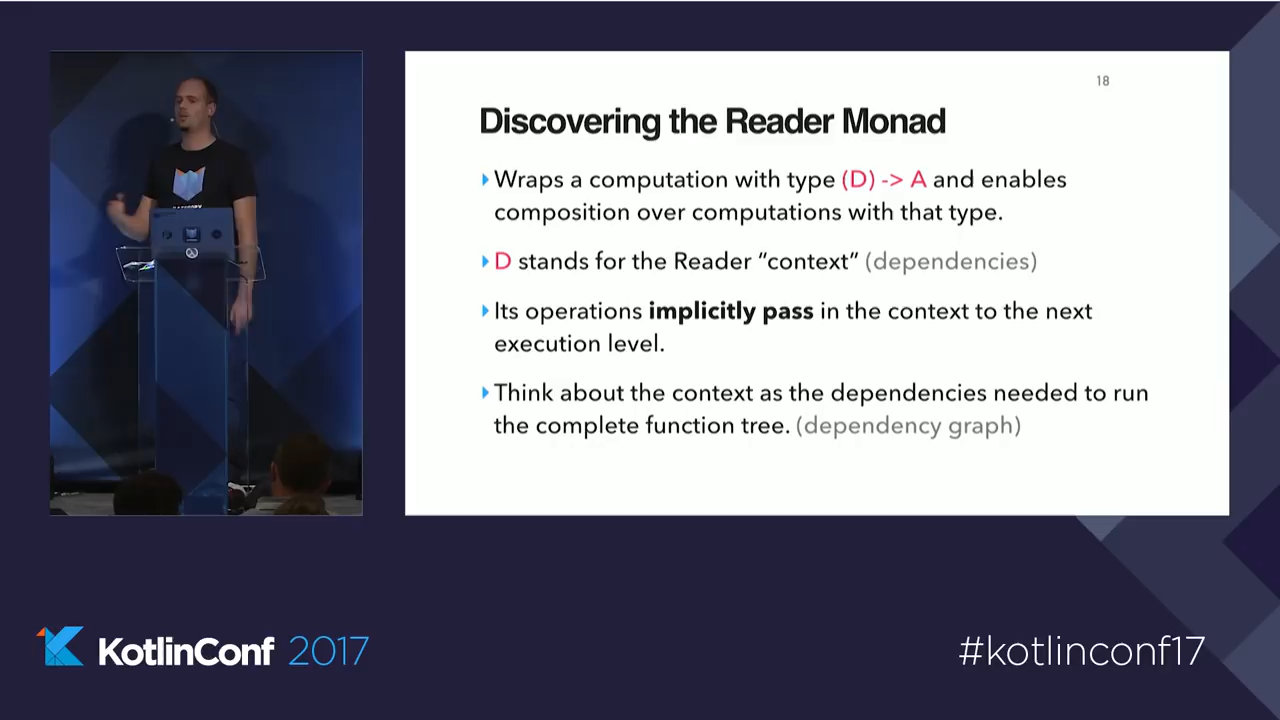 18
Discovering the Reader Monad
Wraps a computation with type (D) -> A and enables
composition over computations with that type.
D stands for the Reader “context” (dependencies)
Its operations implicitly pass in the context to the next
execution level.
Think about the context as the dependencies needed to run
the complete function tree. (dependency graph)
KotlinConf 2017
#kotlinconf17